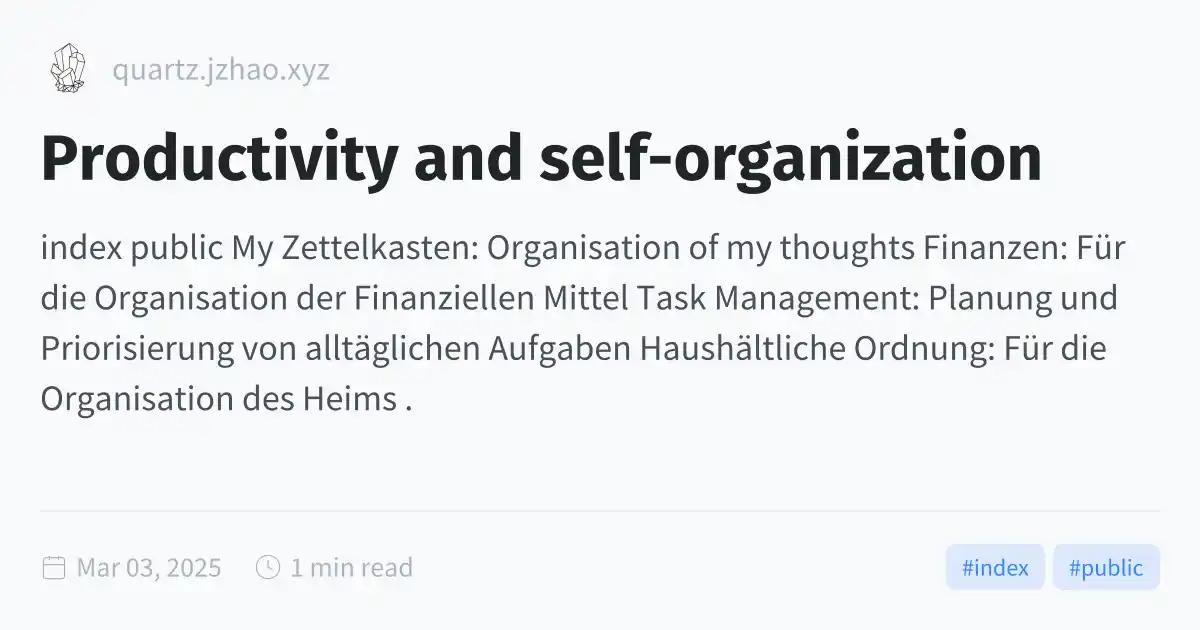 quartz.jzhao.xyz
Productivity and self-organization
index public My Zettelkasten: Organisation of my thoughts Finanzen: Für
die Organisation der Finanziellen Mittel Task Management: Planung und
Priorisierung von alltäglichen Aufgaben Haushältliche Ordnung: Für die
Organisation des Heims .
Mar 03, 2025 1 min read #index #public